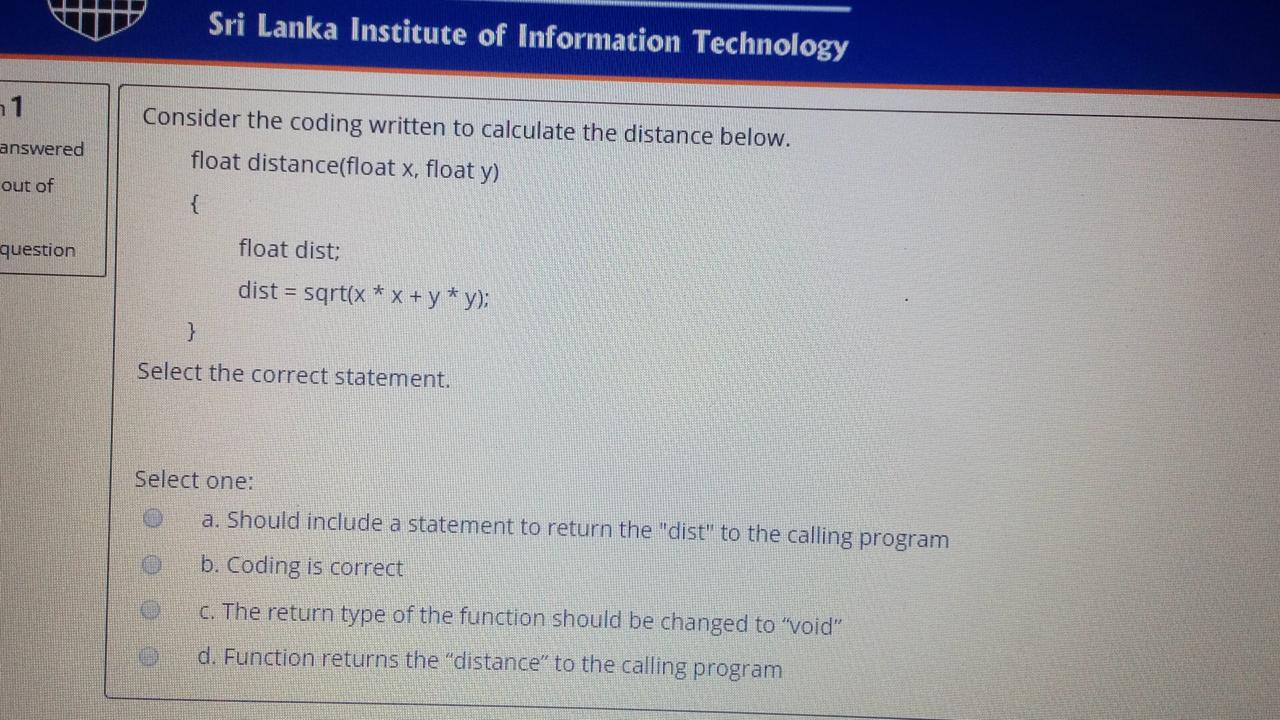 Sri Lanka Institute of Information Technology
1
answered
out of
question
Consider the coding written to calculate the distance below.
float distance(float x, float y)
{
float dist;
dist = sqrt(x * x + y * y);
}
Select the correct statement.
Select one:
a. Should include a statement to return the "dist" to the calling program
b. Coding is correct
c. The return type of the function should be changed to “void”
d. Function returns the “distance” to the calling program